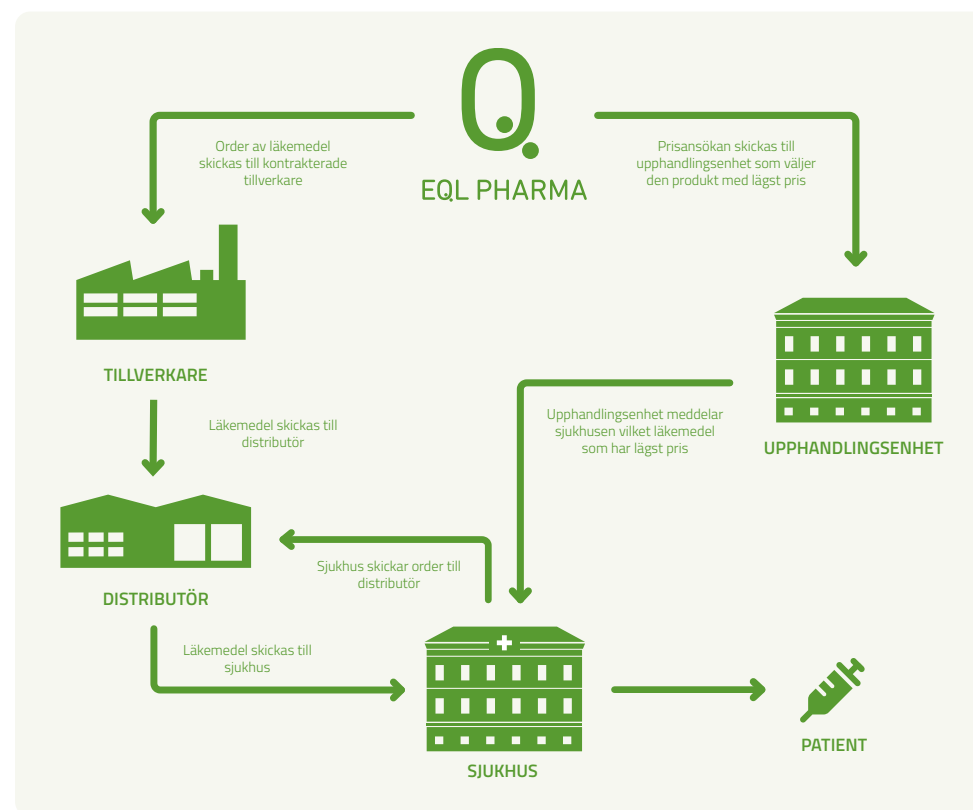 EQL PHARMA
Order av läkemedel
skickas till kontrakterade
tillverkare
Prisansökan skickas till
upphandlingsenhet som väljer
den produkt med lägst pris
TILLVERKARE
Läkemedel skickas till
distributör
Upphandlingsenhet meddelar
sjukhusen vilket läkemedel
som har lägst pris
UPPHANDLINGSENHET
Sjukhus skickar order till
distributör
DISTRIBUTÖR
Läkemedel skickas till
sjukhus
SJUKHUS
PATIENT